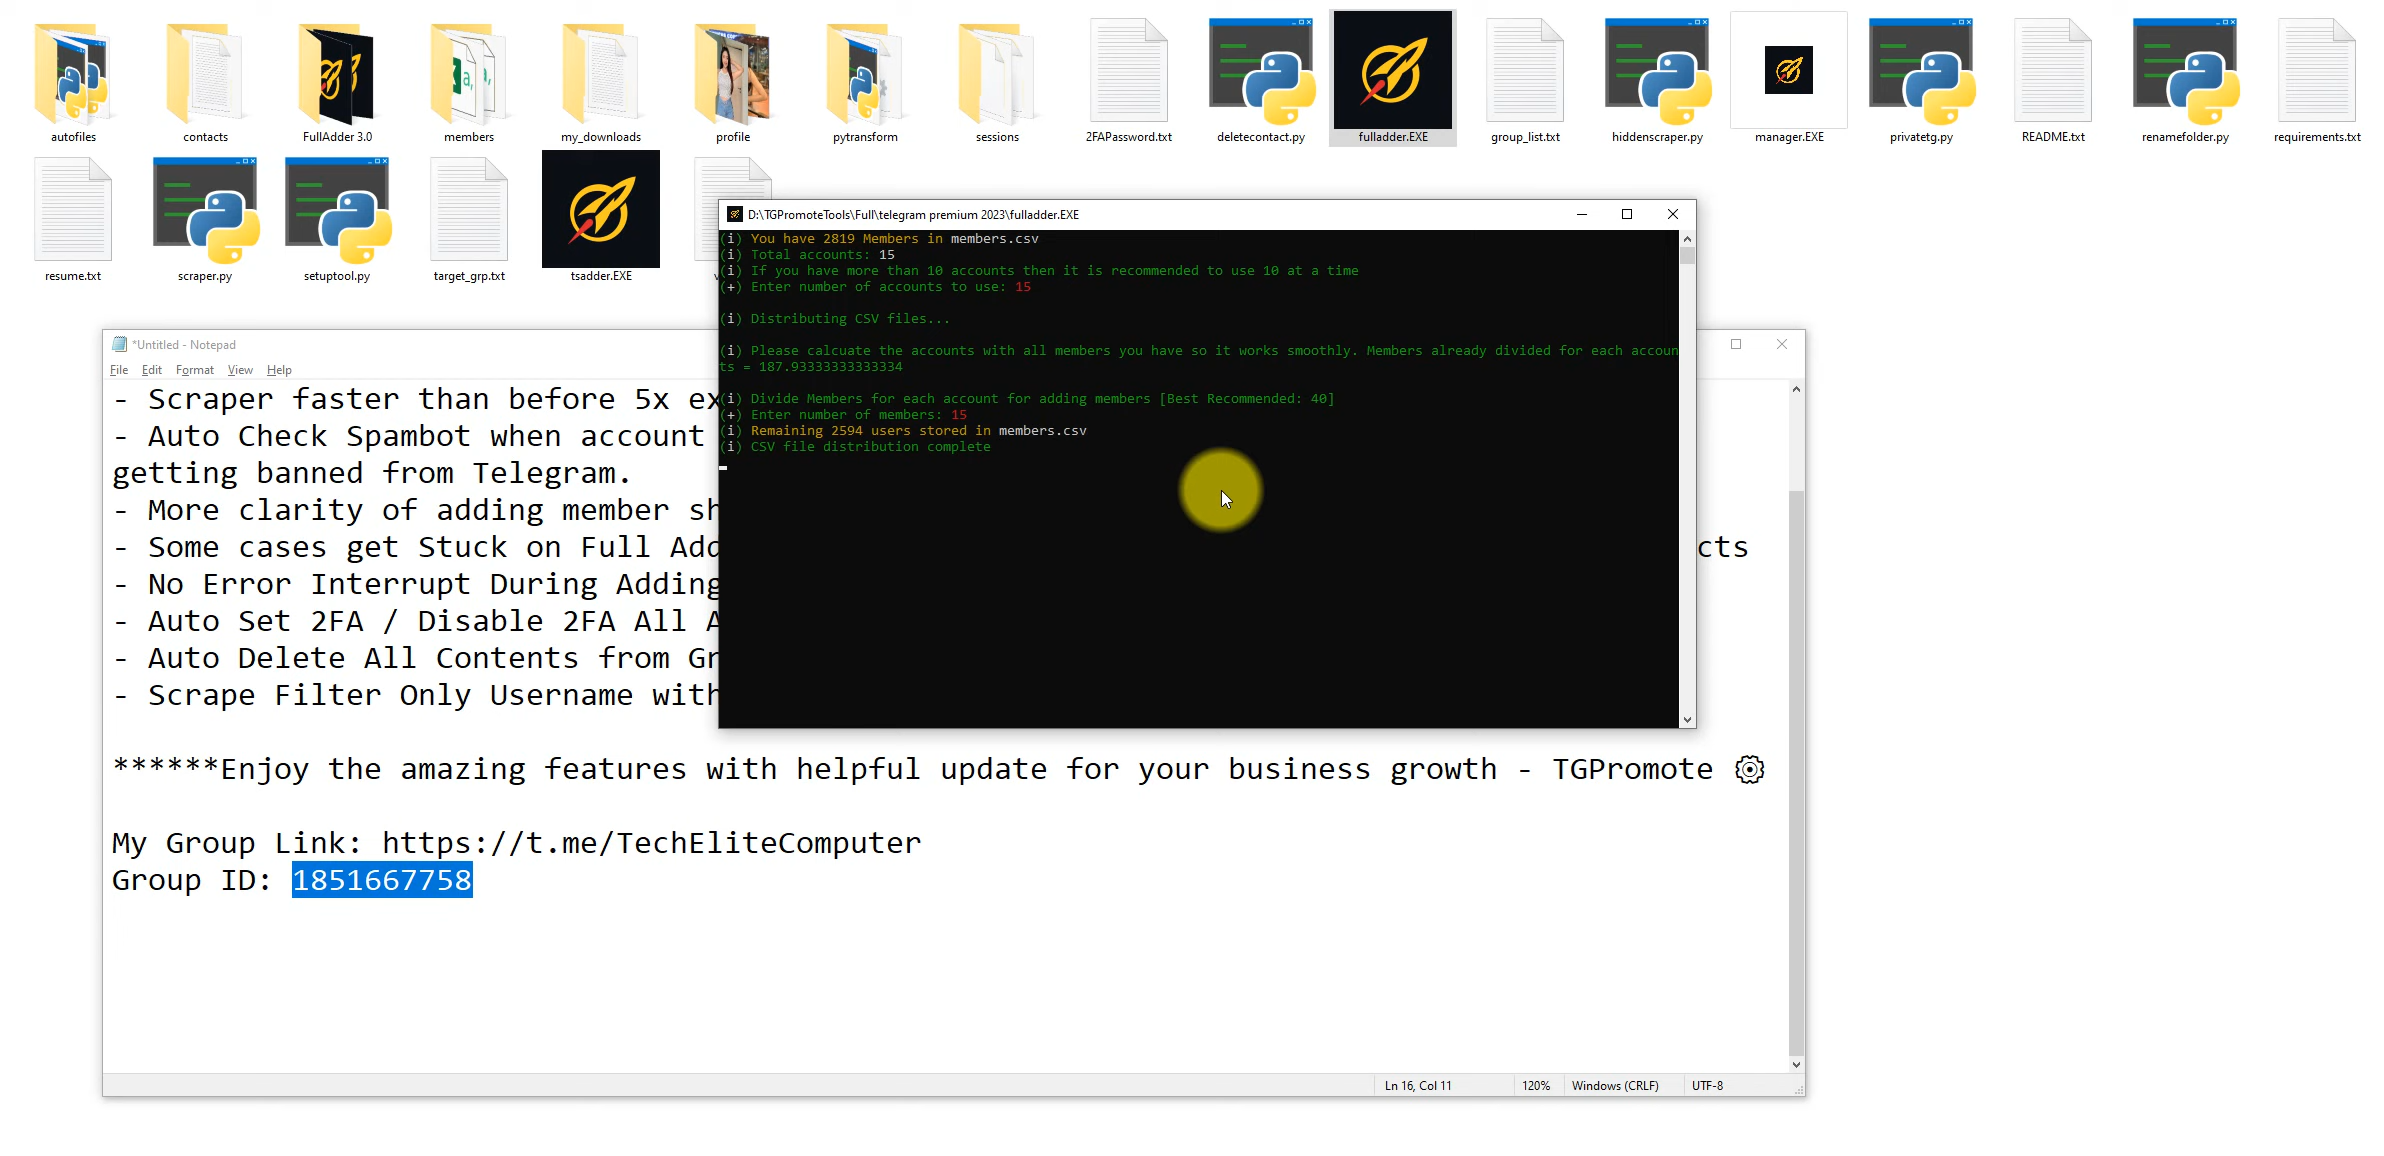 autofiles
contacts
FullAdder 3.0
members
my_downloads
profile
pytransform
sessions
2FAPassword.txt
deletecontact.py
fulladder.EXE
group_list.txt
hiddenscraper.py
manager.EXE
privatetg.py
README.txt
renamefolder.py
requirements.txt
resume.txt
scraper.py
setuptool.py
target_grp.txt
tsadder.EXE
D:\TGPromoteTools\Full\telegram premium 2023\fulladder.EXE
(i) You have 2819 Members in members.csv
(i) Total accounts: 15
(i) If you have more than 10 accounts then it is recommended to use 10 at a time
(+) Enter number of accounts to use: 15
(i) Distributing CSV files...
(i) Please calcuate the accounts with all members you have so it works smoothly. Members already divided for each accoun
ts = 187.93333333333334
(i) Divide Members for each account for adding members [Best Recommended: 40]
(+) Enter number of members: 15
(i) Remaining 2594 users stored in members.csv
(i) CSV file distribution complete
*Untitled - Notepad
File Edit Format View Help
- Scraper faster than before 5x ex
- Auto Check Spambot when account
getting banned from Telegram.
- More clarity of adding member sh
- Some cases get Stuck on Full Add cts
- No Error Interrupt During Adding
- Auto Set 2FA / Disable 2FA All A
- Auto Delete All Contents from Gr
- Scrape Filter Only Username with
******Enjoy the amazing features with helpful update for your business growth - TGPromote
My Group Link: https://t.me/TechEliteComputer
Group ID: 1851667758
Ln 16, Col 11 120% Windows (CRLF) UTF-8